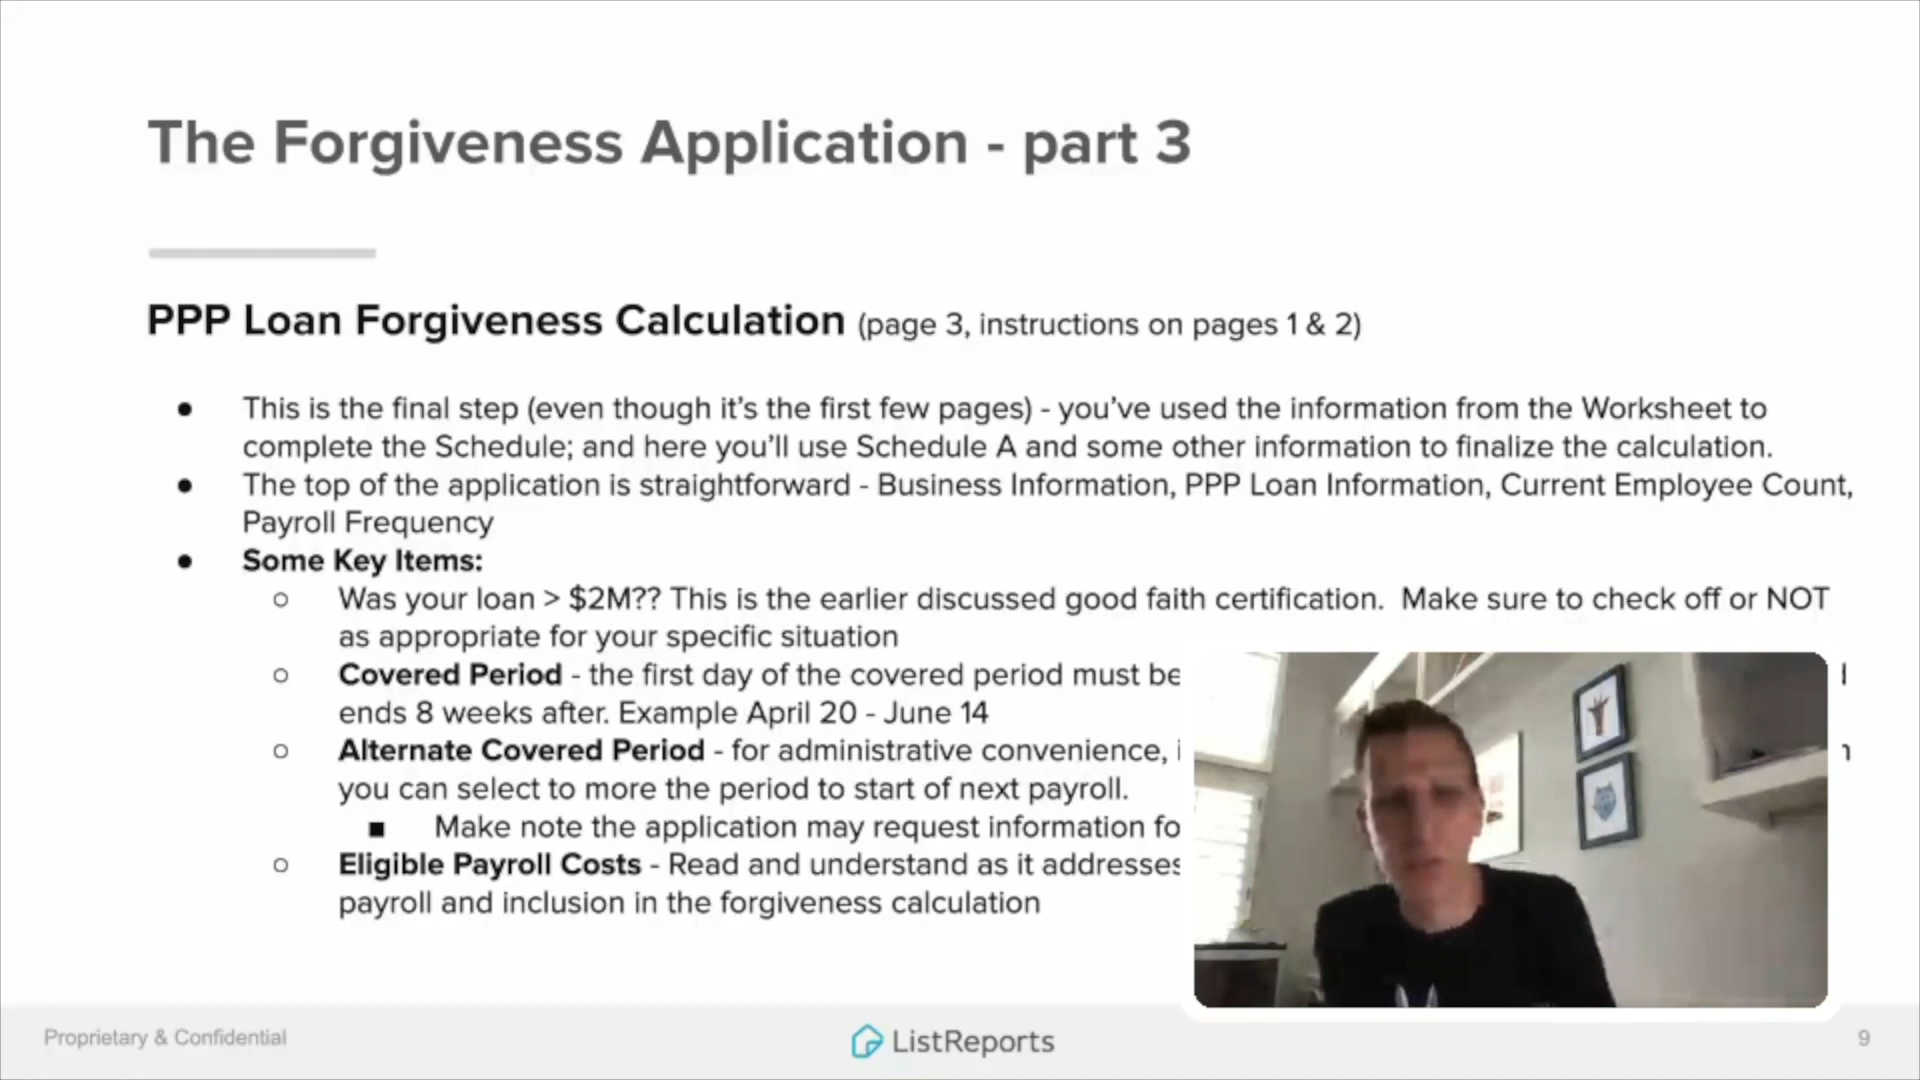 The Forgiveness Application - part 3
PPP Loan Forgiveness Calculation (page 3, instructions on pages 1 & 2)
● This is the final step (even though it’s the first few pages) - you’ve used the information from the Worksheet to
complete the Schedule; and here you’ll use Schedule A and some other information to finalize the calculation.
● The top of the application is straightforward - Business Information, PPP Loan Information, Current Employee Count,
Payroll Frequency
● Some Key Items:
○ Was your loan > $2M?? This is the earlier discussed good faith certification. Make sure to check off or NOT
as appropriate for your specific situation
○ Covered Period - the first day of the covered period must be
ends 8 weeks after. Example April 20 - June 14
○ Alternate Covered Period - for administrative convenience,
you can select to more the period to start of next payroll.
■ Make note the application may request information
○ Eligible Payroll Costs - Read and understand as it addresses
payroll and inclusion in the forgiveness calculation
Proprietary & Confidential
ListReports
9